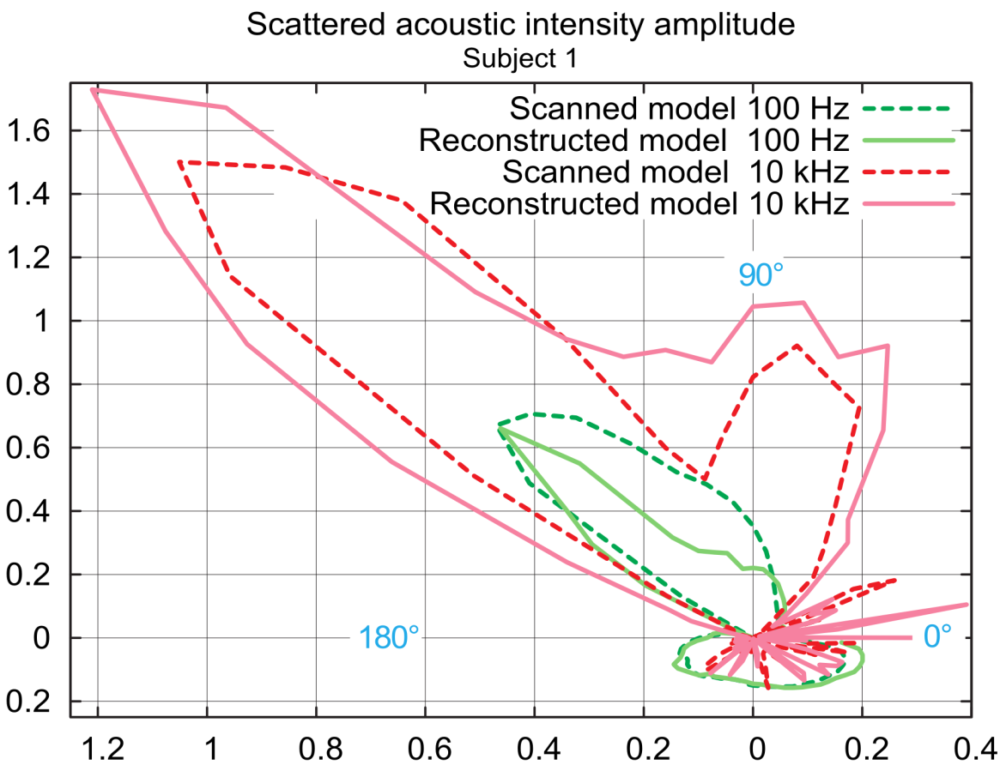 Scattered acoustic intensity amplitude
Subject 1
Scanned model 100 Hz
Reconstructed model 100 Hz
Scanned model 10 kHz
Reconstructed model 10 kHz
1.6
1.4
1.2
1
0.8
0.6
0.4
0.2
0
0.2
90°
180°
0°
1.2 1 0.8 0.6 0.4 0.2 0 0.2 0.4